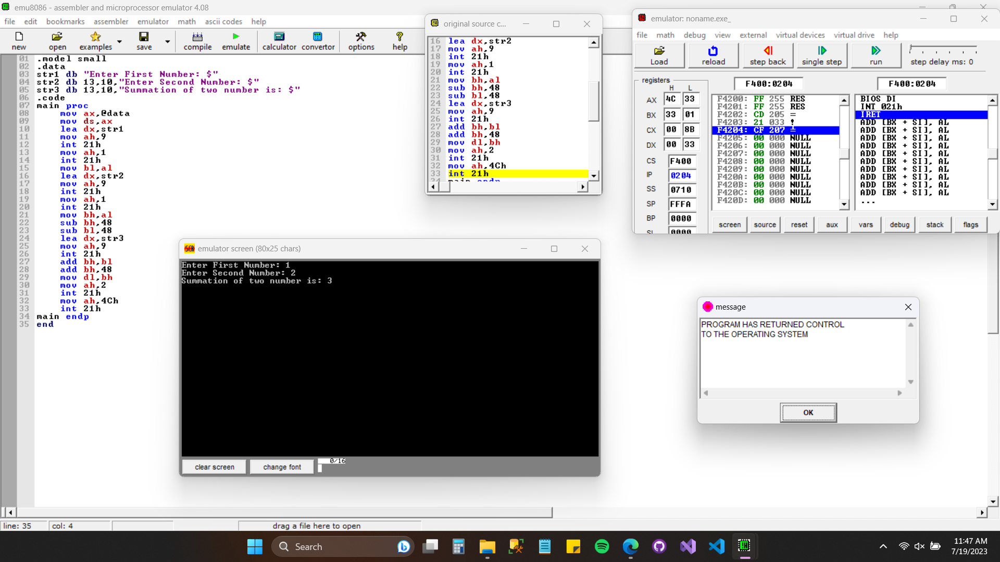 emu8086 - assembler and microprocessor emulator 4.08
file edit bookmarks assembler emulator math ascii codes help
new open examples save compile emulate calculator convertor options help
01 .model small
02 .data
03 str1 db "Enter First Number: $"
04 str2 db 13,10,"Enter Second Number: $"
05 str3 db 13,10,"Summation of two number is: $"
06 .code
07 main proc
08 mov ax,@data
09 mov ds,ax
10 lea dx,str1
11 mov ah,9
12 int 21h
13 mov ah,1
14 int 21h
15 mov bl,al
16 lea dx,str2
17 mov ah,9
18 int 21h
19 mov ah,1
20 int 21h
21 mov bh,al
22 sub bh,48
23 sub bl,48
24 lea dx,str3
25 mov ah,9
26 int 21h
27 add bh,bl
28 add bh,48
29 mov dl,bh
30 mov ah,2
31 int 21h
32 mov ah,4Ch
33 int 21h
34 main endp
35 end
original source c...
16 lea dx,str2
17 mov ah,9
18 int 21h
19 mov ah,1
20 int 21h
21 mov bh,al
22 sub bh,48
23 sub bl,48
24 lea dx,str3
25 mov ah,9
26 int 21h
27 add bh,bl
28 add bh,48
29 mov dl,bh
30 mov ah,2
31 int 21h
32 mov ah,4Ch
33 int 21h
34 main endp
emulator: noname.exe_
file math debug view external virtual devices virtual drive help
Load reload step back single step run step delay ms: 0
registers F400:0204 F400:0204
H L
AX 4C 33
BX 33 01
CX 00 8B
DX 00 33
CS F400
IP 0204
SS 0710
SP FFFA
BP 0000
SI 0000
F4200: FF 255 RES
F4201: FF 255 RES
F4202: CD 205 =
F4203: 21 033 !
F4204: CF 207 ╧
F4205: 00 000 NULL
F4206: 00 000 NULL
F4207: 00 000 NULL
F4208: 00 000 NULL
F4209: 00 000 NULL
F420A: 00 000 NULL
F420B: 00 000 NULL
F420C: 00 000 NULL
F420D: 00 000 NULL
BIOS DI
INT 021h
IRET
ADD [BX + SI], AL
ADD [BX + SI], AL
ADD [BX + SI], AL
ADD [BX + SI], AL
ADD [BX + SI], AL
ADD [BX + SI], AL
ADD [BX + SI], AL
ADD [BX + SI], AL
ADD [BX + SI], AL
ADD [BX + SI], AL
...
screen source reset aux vars debug stack flags
SCR emulator screen (80x25 chars)
Enter First Number: 1
Enter Second Number: 2
Summation of two number is: 3
clear screen change font 0/16
message
PROGRAM HAS RETURNED CONTROL
TO THE OPERATING SYSTEM
OK
line: 35 col: 4 drag a file here to open
Search
11:47 AM
7/19/2023